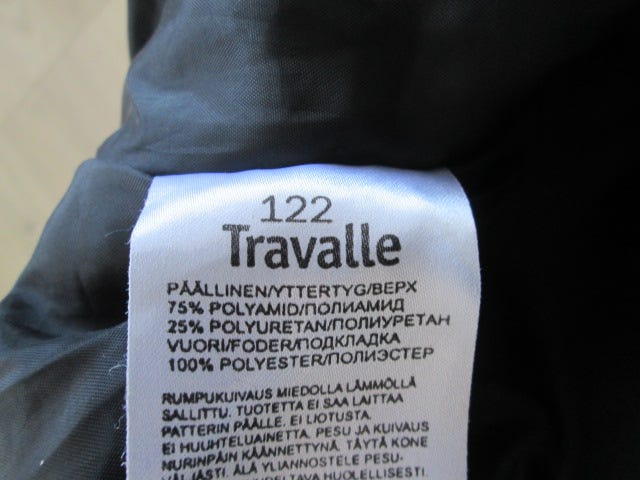 122
Travalle
PÄÄLLINEN/YTTERTYG/ВЕРХ
75% POLYAMID/ПОЛИАМИД
25% POLYURETAN/ПОЛИУРЕТАН
VUORI/FODER/ПОДКЛАДКА
100% POLYESTER/ПОЛИЭСТЕР
RUMPUKUIVAUS MIEDOLLA LÄMMÖLLÄ
SALLITTU. TUOTETTA EI SAA LAITTAA
PATTERIN PÄÄLLE. EI LIOTUSTA.
EI HUUHTELUAINETTA. PESU JA KUIVAUS
NURINPÄIN KÄÄNNETTYNÄ. TÄYTÄ KONE
VÄLJÄSTI. ÄLÄ YLIANNOSTELE PESU-
HUOLELLISESTI.